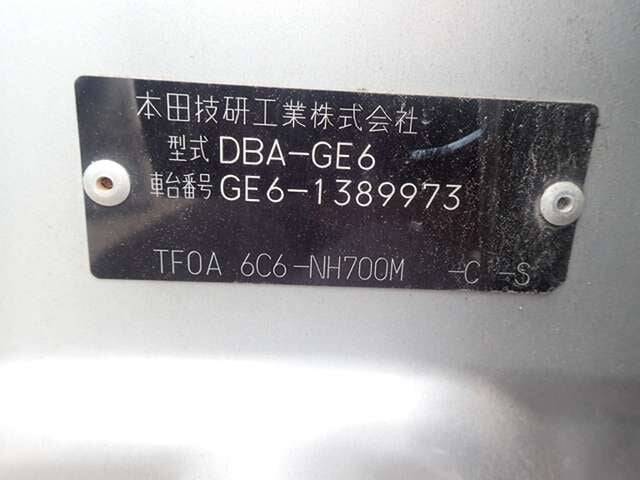 本田技研工業株式会社
型式 DBA-GE6
車台番号 GE6-1389973
TF0A 6C6-NH700M -C -S